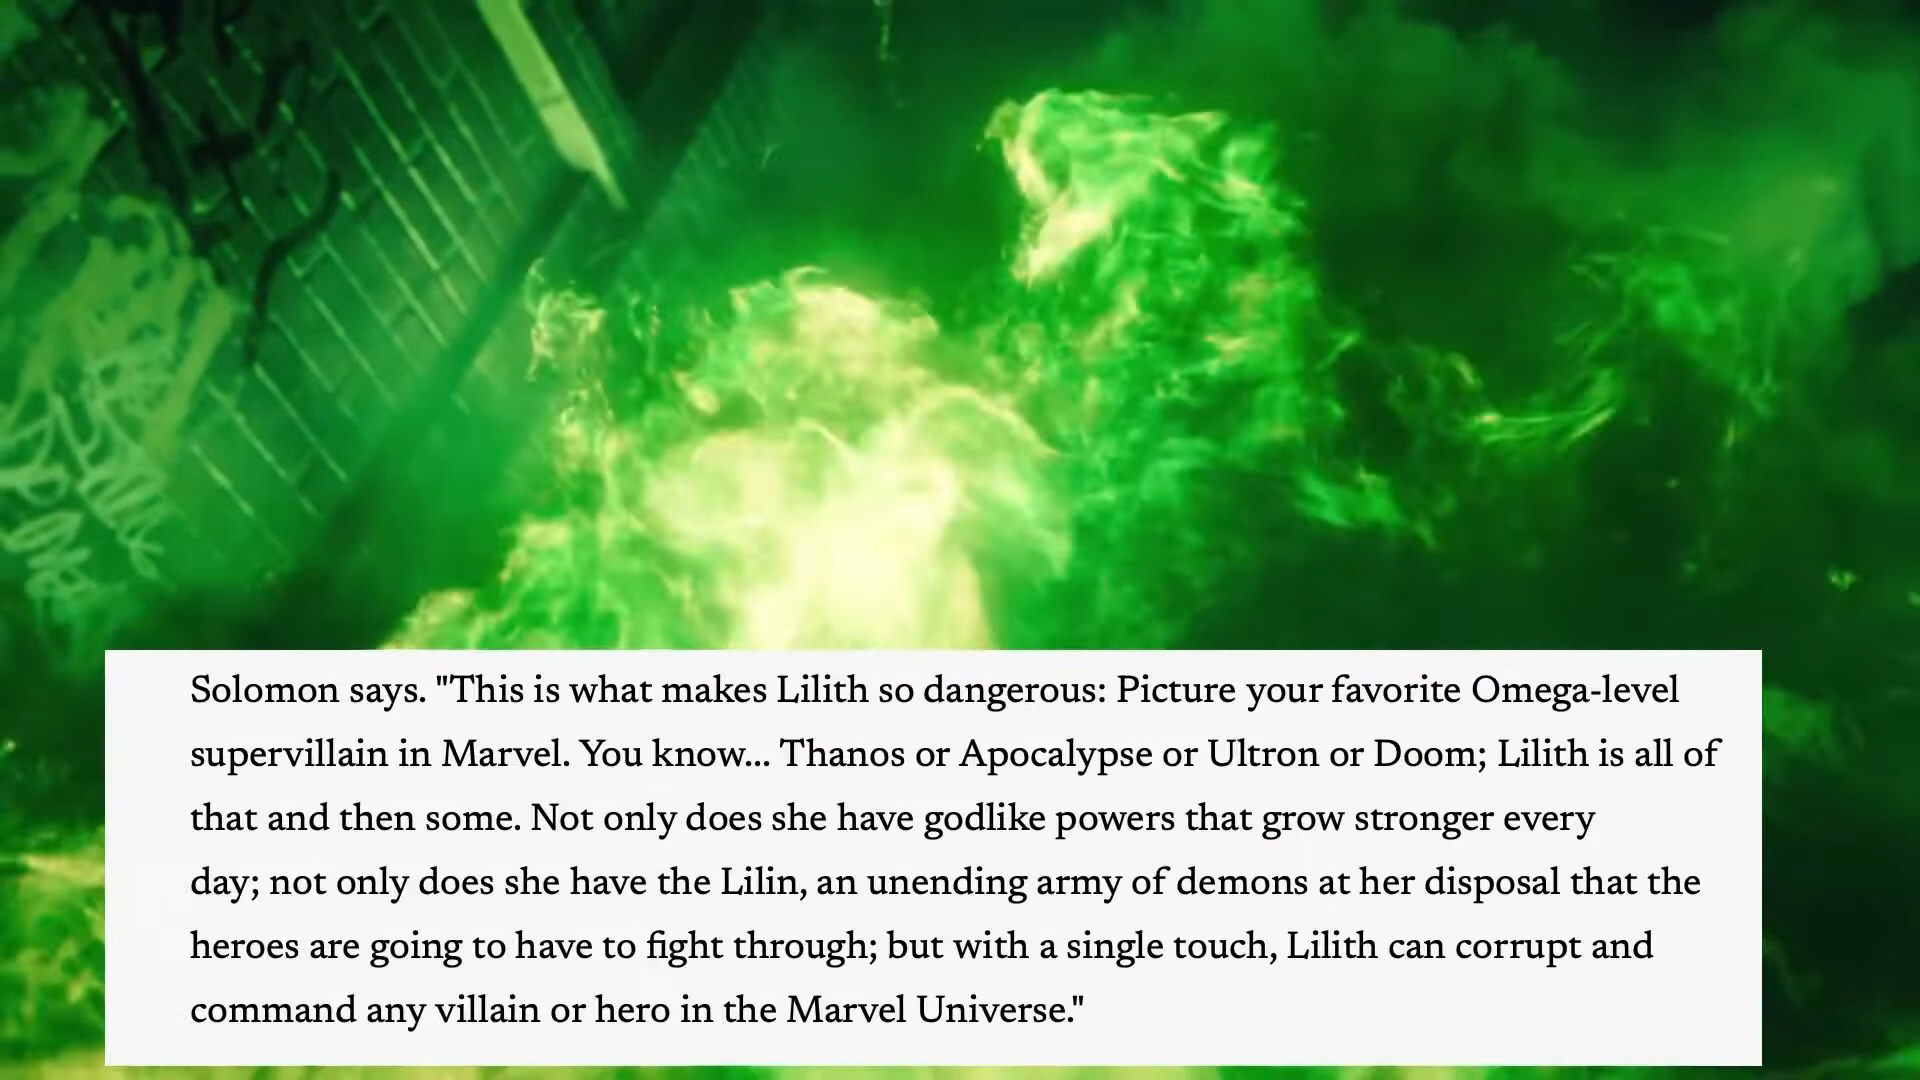 Solomon says. "This is what makes Lilith so dangerous: Picture your favorite Omega-level
supervillain in Marvel. You know... Thanos or Apocalypse or Ultron or Doom; Lilith is all of
that and then some. Not only does she have godlike powers that grow stronger every
day; not only does she have the Lilin, an unending army of demons at her disposal that the
heroes are going to have to fight through; but with a single touch, Lilith can corrupt and
command any villain or hero in the Marvel Universe."